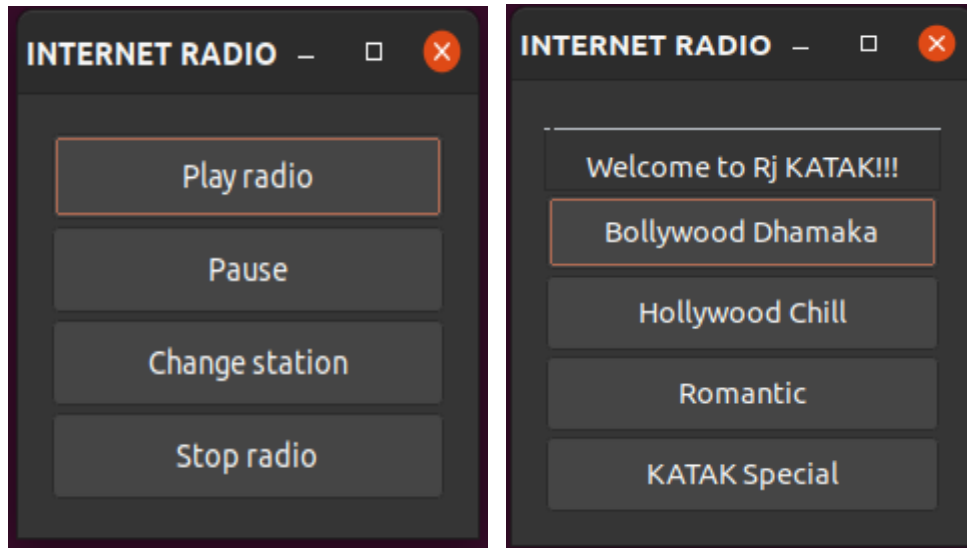 INTERNET RADIO
Play radio
Pause
Change station
Stop radio
INTERNET RADIO
Welcome to Rj KATAK!!!
Bollywood Dhamaka
Hollywood Chill
Romantic
KATAK Special